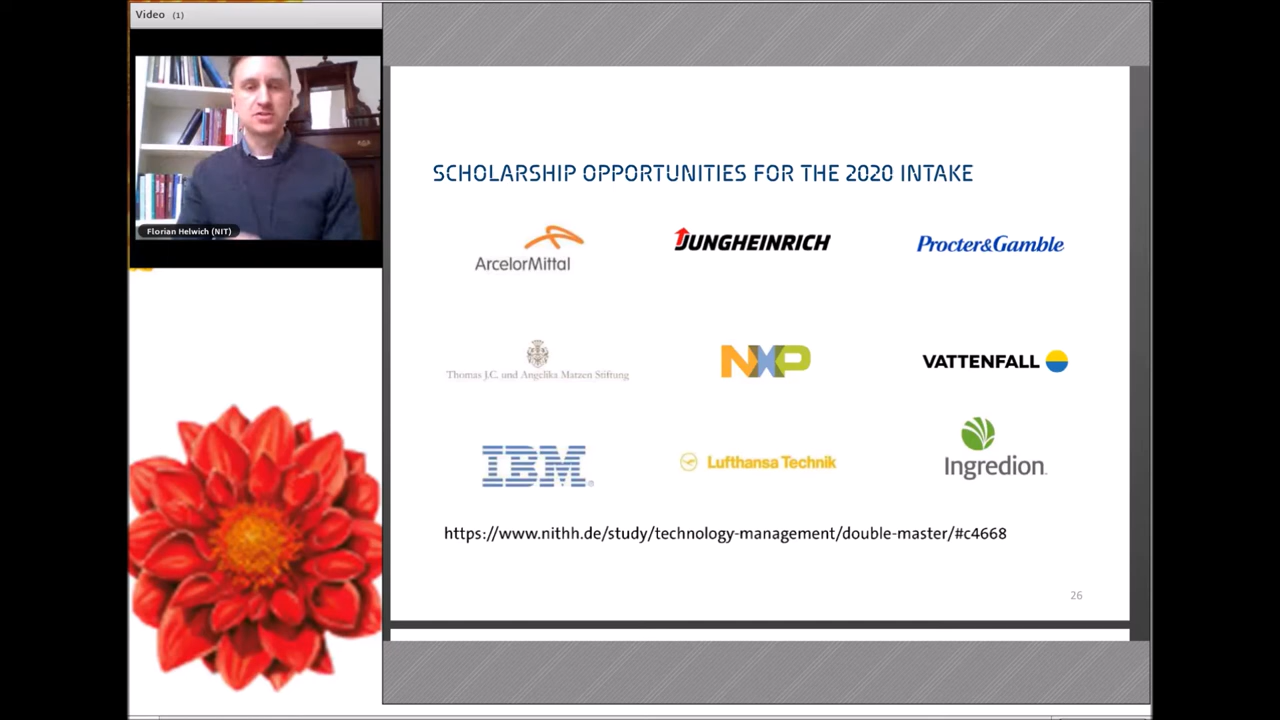 Video (1)
Florian Helwich (NIT)
SCHOLARSHIP OPPORTUNITIES FOR THE 2020 INTAKE
ArcelorMittal
JUNGHEINRICH
Procter&Gamble
Thomas J.C. und Angelika Matzen Stiftung
NXP
VATTENFALL
IBM®
Lufthansa Technik
Ingredion
https://www.nithh.de/study/technology-management/double-master/#c4668
26